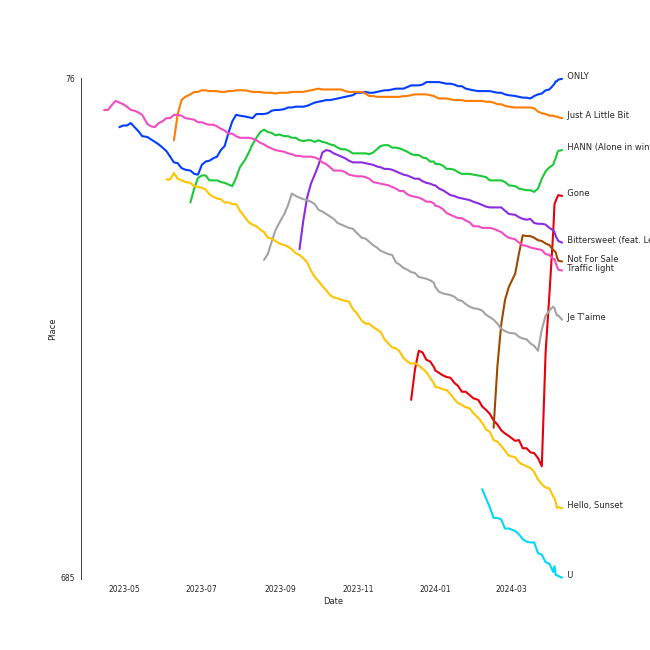 76
ONLY
Just A Little Bit
HANN (Alone in win
Gone
Bittersweet (feat. Le
Not For Sale
Traffic light
Je T'aime
Place
Hello, Sunset
U
685
2023-05
2023-07
2023-09
2023-11
2024-01
2024-03
Date